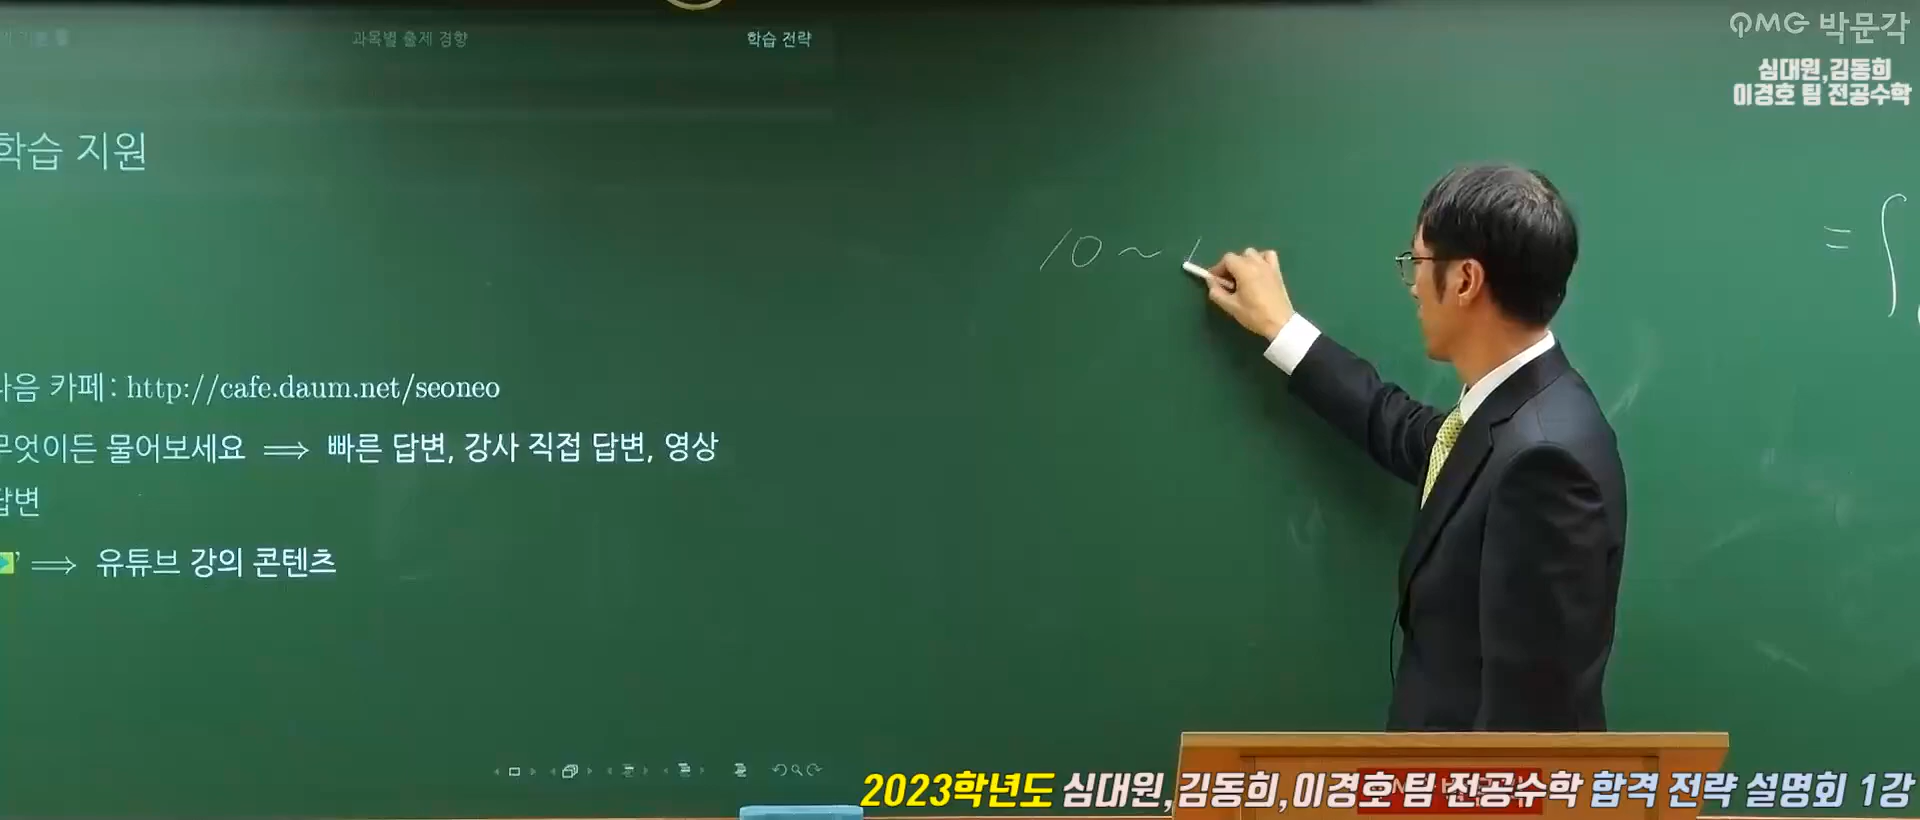 과목별 출제 경향
학습 전략
PMG 박문각
심대원,김동희
이경호 팀 전공수학
학습 지원
10 ~ 1
= ∫
다음 카페: http://cafe.daum.net/seoneo
무엇이든 물어보세요 ⟹ 빠른 답변, 강사 직접 답변, 영상
답변
⟹ 유튜브 강의 콘텐츠
2023학년도 심대원,김동희,이경호 팀 전공수학 합격 전략 설명회 1강